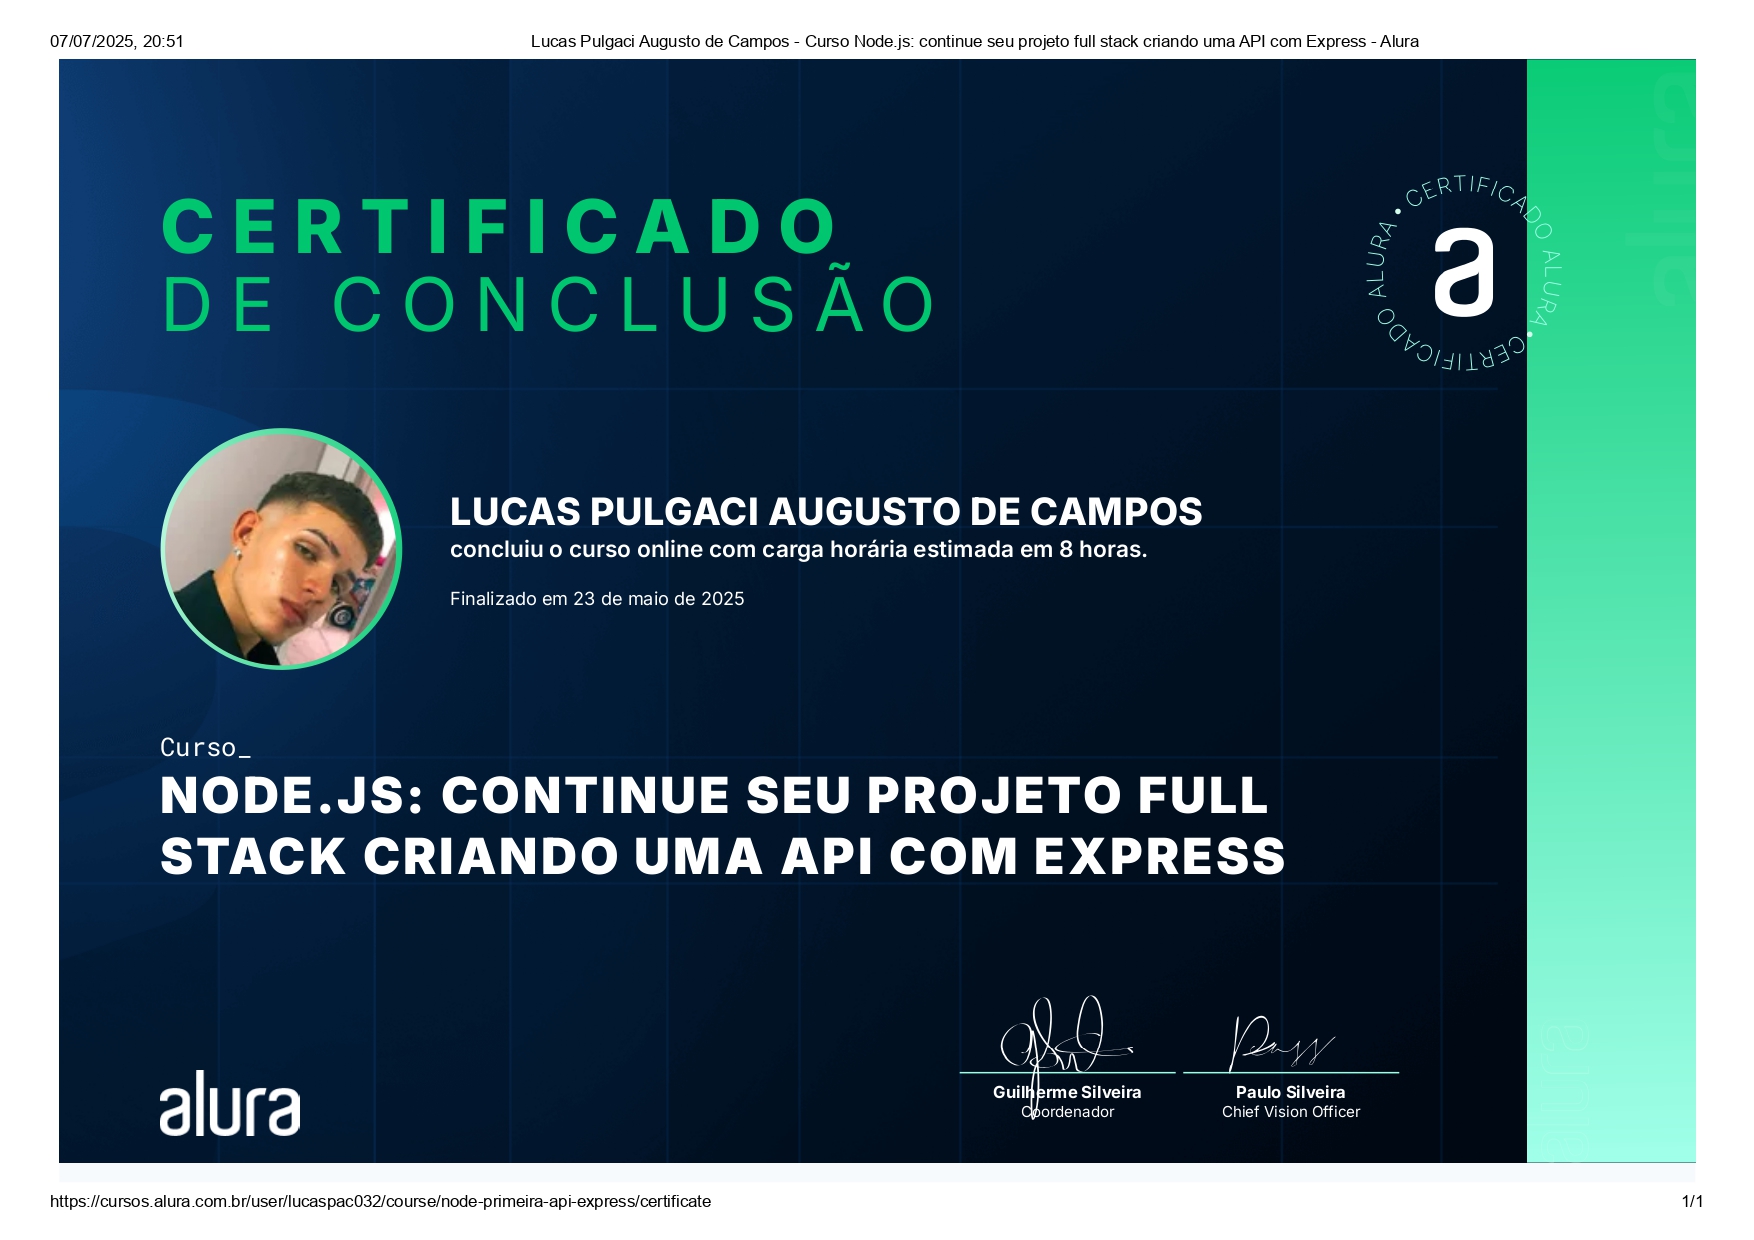 07/07/2025, 20:51
Lucas Pulgaci Augusto de Campos - Curso Node.js: continue seu projeto full stack criando uma API com Express - Alura
CERTIFICADO
DE CONCLUSÃO
CERTIFICADO ALURA • CERTIFICADO ALURA •
a
LUCAS PULGACI AUGUSTO DE CAMPOS
concluiu o curso online com carga horária estimada em 8 horas.
Finalizado em 23 de maio de 2025
Curso_
NODE.JS: CONTINUE SEU PROJETO FULL
STACK CRIANDO UMA API COM EXPRESS
Guilherme Silveira
Coordenador
Paulo Silveira
Chief Vision Officer
alura
alura
alura
https://cursos.alura.com.br/user/lucaspac032/course/node-primeira-api-express/certificate
1/1